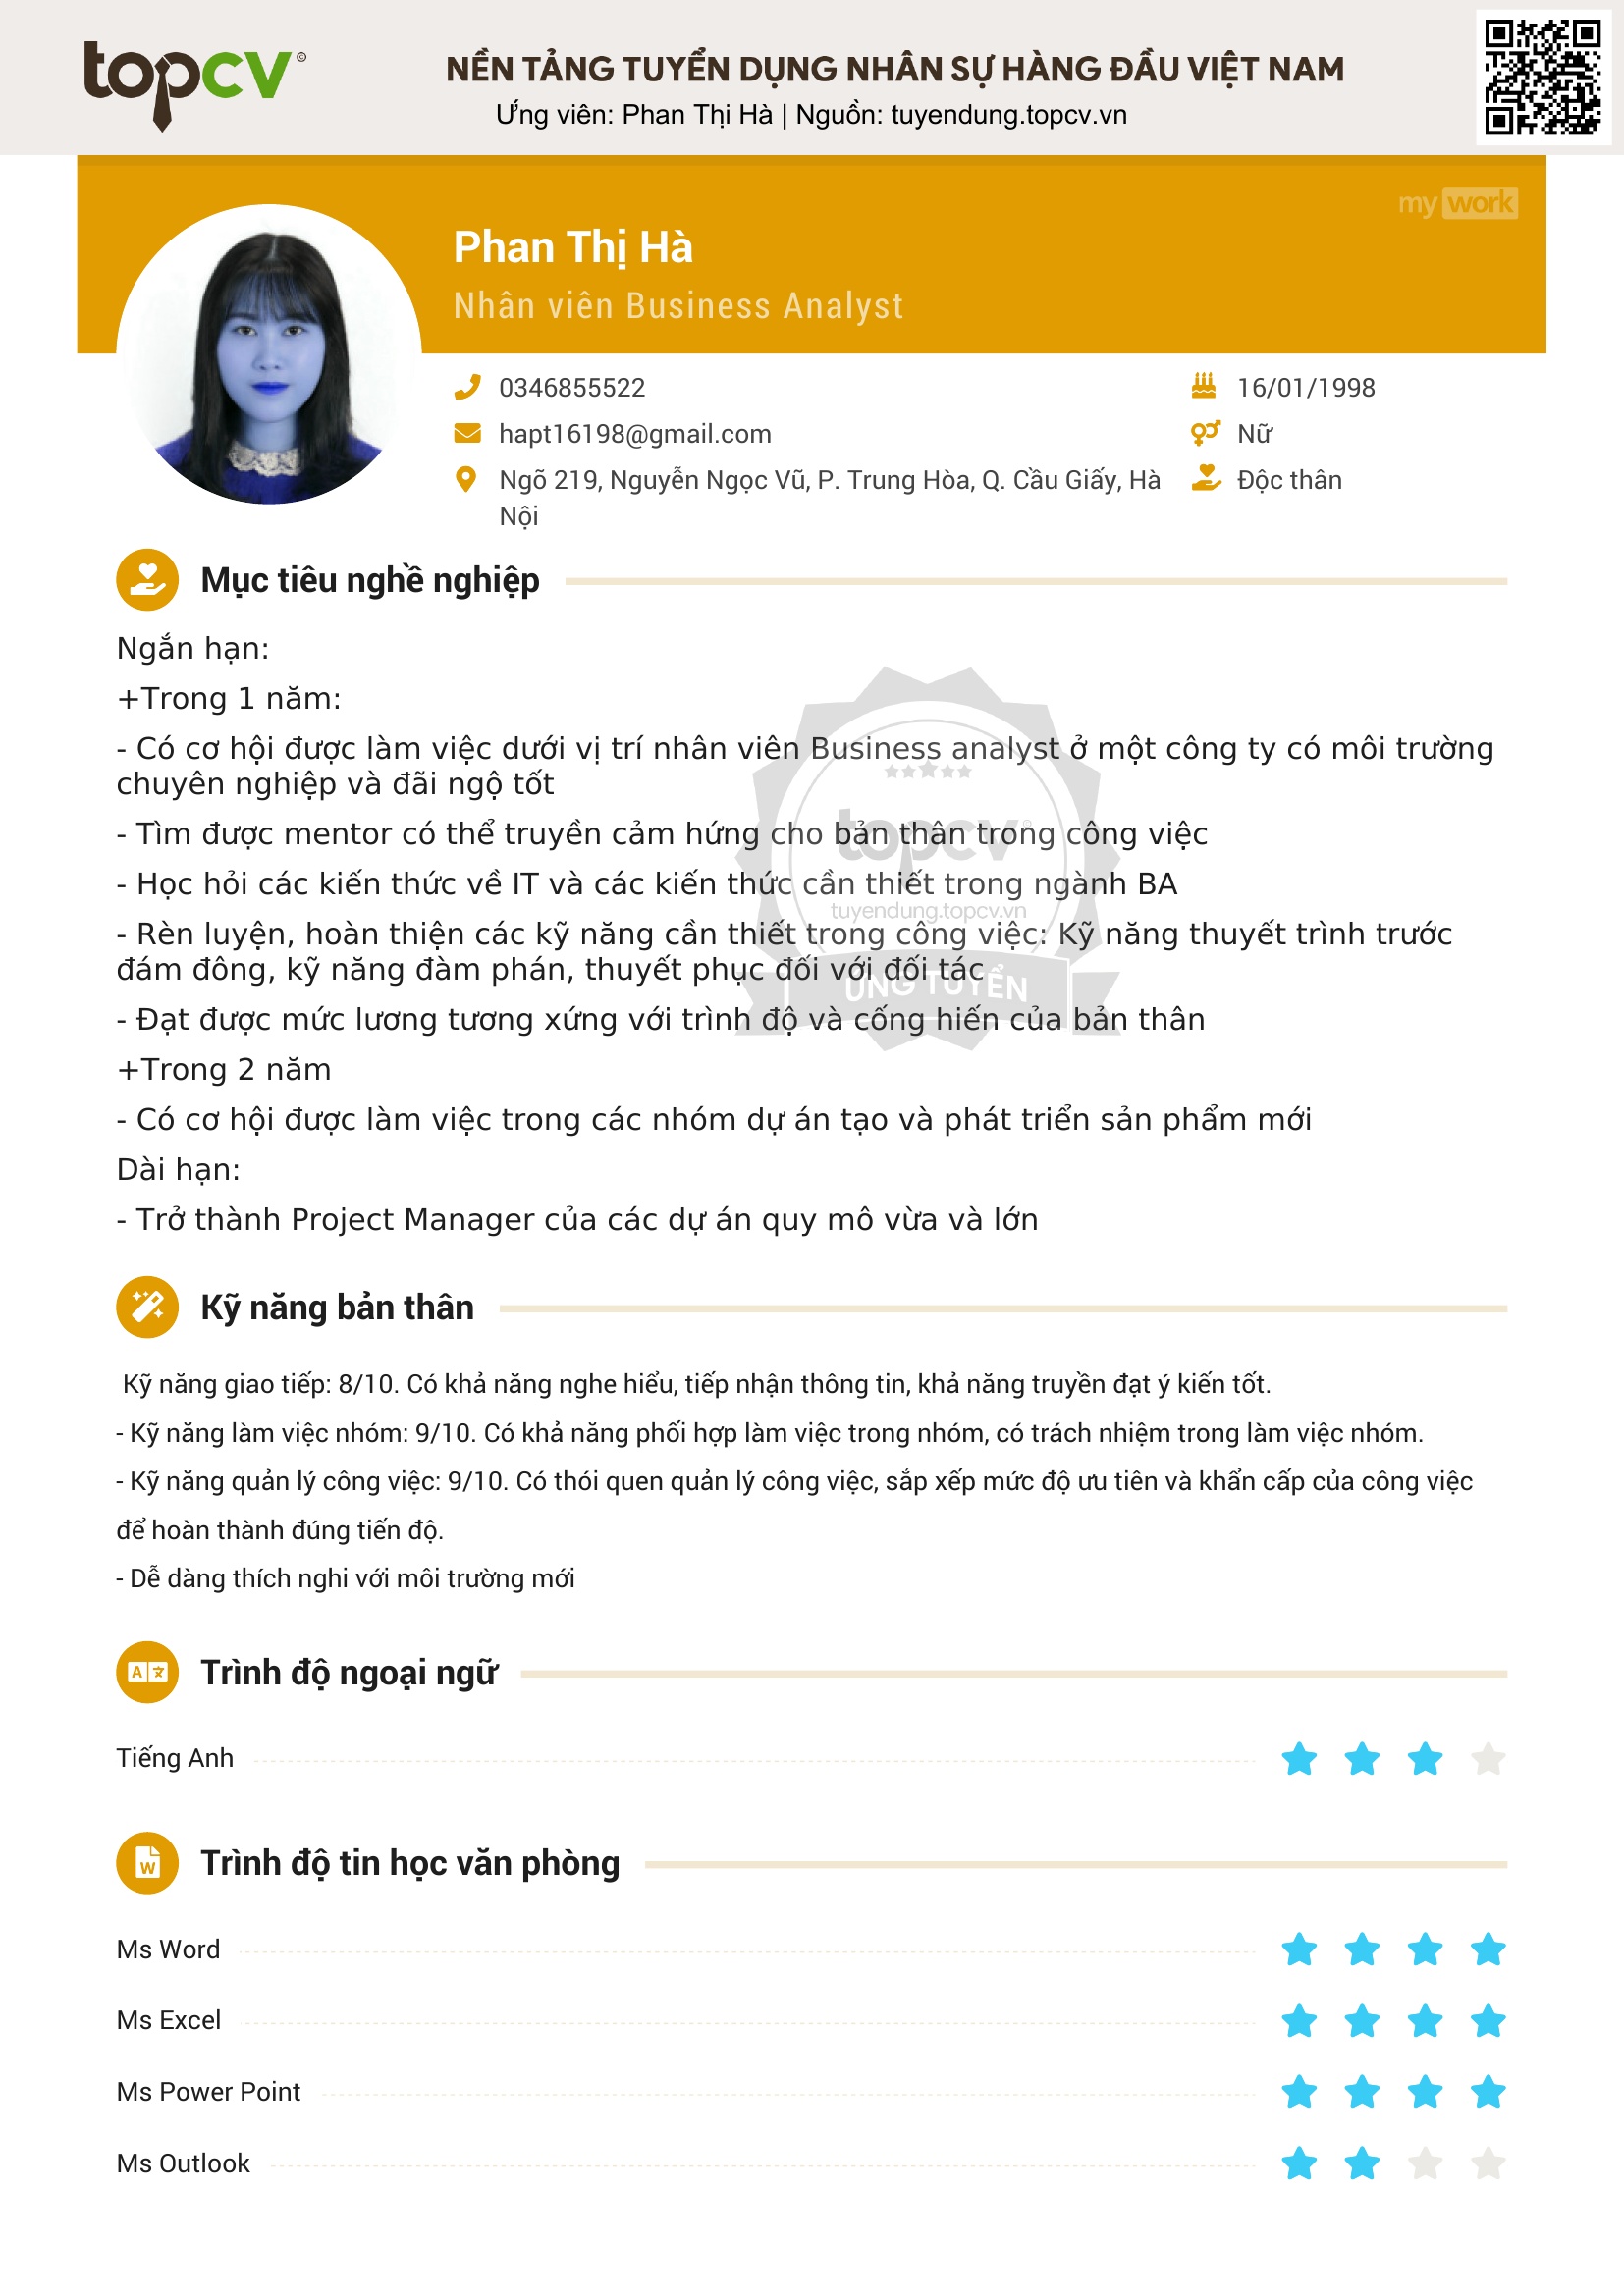 topcv©
NỀN TẢNG TUYỂN DỤNG NHÂN SỰ HÀNG ĐẦU VIỆT NAM
Ứng viên: Phan Thị Hà | Nguồn: tuyendung.topcv.vn
my work
Phan Thị Hà
Nhân viên Business Analyst
0346855522
16/01/1998
hapt16198@gmail.com
Nữ
Ngõ 219, Nguyễn Ngọc Vũ, P. Trung Hòa, Q. Cầu Giấy, Hà
Nội
Độc thân
Mục tiêu nghề nghiệp
Ngắn hạn:
+Trong 1 năm:
- Có cơ hội được làm việc dưới vị trí nhân viên Business analyst ở một công ty có môi trường
chuyên nghiệp và đãi ngộ tốt
- Tìm được mentor có thể truyền cảm hứng cho bản thân trong công việc
- Học hỏi các kiến thức về IT và các kiến thức cần thiết trong ngành BA
- Rèn luyện, hoàn thiện các kỹ năng cần thiết trong công việc: Kỹ năng thuyết trình trước
đám đông, kỹ năng đàm phán, thuyết phục đối với đối tác
- Đạt được mức lương tương xứng với trình độ và cống hiến của bản thân
+Trong 2 năm
- Có cơ hội được làm việc trong các nhóm dự án tạo và phát triển sản phẩm mới
Dài hạn:
- Trở thành Project Manager của các dự án quy mô vừa và lớn
topcv
tuyendung.topcv.vn
ỨNG TUYỂN
Kỹ năng bản thân
Kỹ năng giao tiếp: 8/10. Có khả năng nghe hiểu, tiếp nhận thông tin, khả năng truyền đạt ý kiến tốt.
- Kỹ năng làm việc nhóm: 9/10. Có khả năng phối hợp làm việc trong nhóm, có trách nhiệm trong làm việc nhóm.
- Kỹ năng quản lý công việc: 9/10. Có thói quen quản lý công việc, sắp xếp mức độ ưu tiên và khẩn cấp của công việc
để hoàn thành đúng tiến độ.
- Dễ dàng thích nghi với môi trường mới
Trình độ ngoại ngữ
Tiếng Anh
Trình độ tin học văn phòng
Ms Word
Ms Excel
Ms Power Point
Ms Outlook